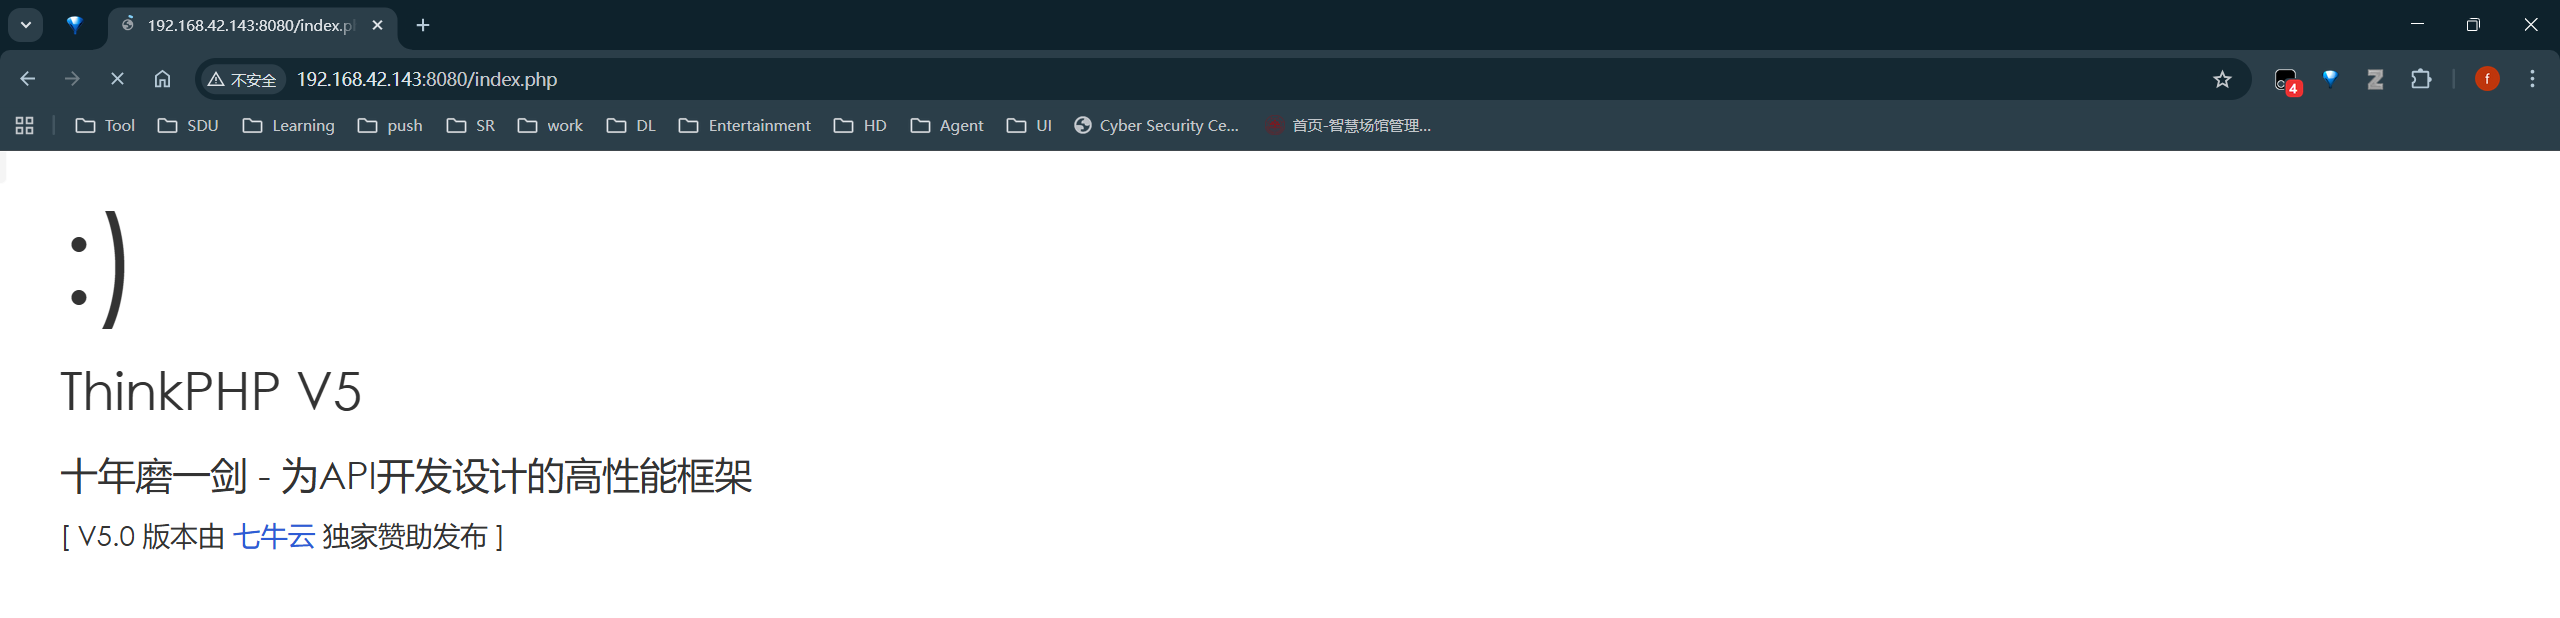 192.168.42.143:8080/index.p
不安全
192.168.42.143:8080/index.php
4
f
Tool
SDU
Learning
push
SR
work
DL
Entertainment
HD
Agent
UI
Cyber Security Ce...
首页-智慧场馆管理...
:)
ThinkPHP V5
十年磨一剑 - 为API开发设计的高性能框架
[ V5.0 版本由 七牛云 独家赞助发布 ]